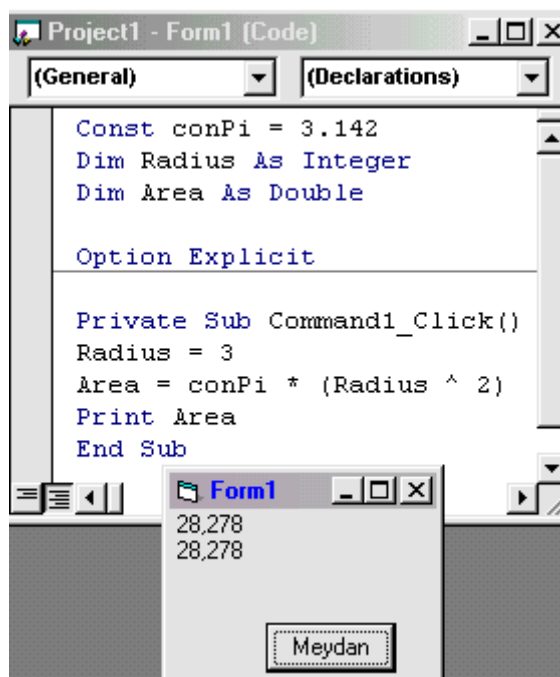 Project1 - Form1 (Code)
(General) (Declarations)
Const conPi = 3.142
Dim Radius As Integer
Dim Area As Double
Option Explicit
Private Sub Command1_Click()
Radius = 3
Area = conPi * (Radius ^ 2)
Print Area
End Sub
Form1
28,278
28,278
Meydan